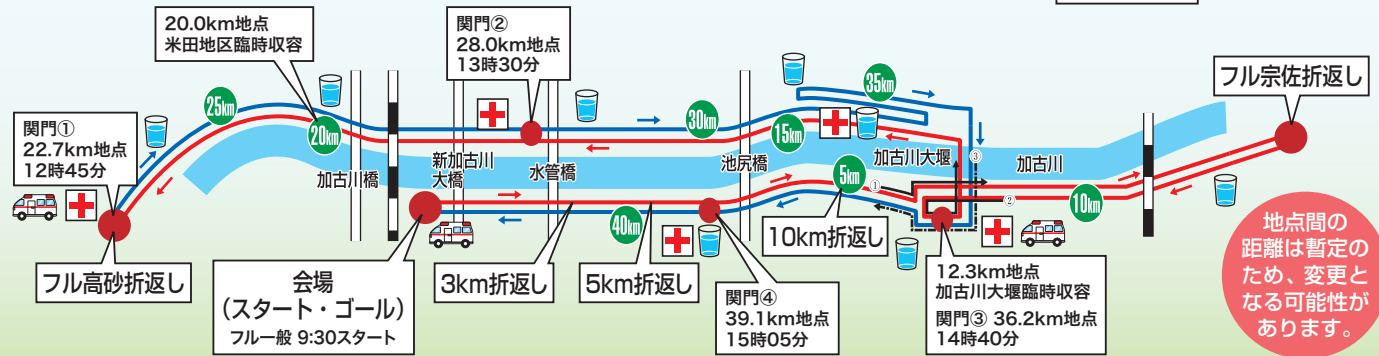 20.0km地点
米田地区臨時収容
関門②
28.0km地点
13時30分
35km
フル宗佐折返し
25km
20km
30km
15km
関門①
22.7km地点
12時45分
加古川橋
新加古川
大橋
水管橋
池尻橋
加古川大堰
③
加古川
5km
①
②
10km
40km
10km折返し
フル高砂折返し
会場
(スタート・ゴール)
フル一般 9:30スタート
3km折返し
5km折返し
関門④
39.1km地点
15時05分
12.3km地点
加古川大堰臨時収容
関門③ 36.2km地点
14時40分
地点間の
距離は暫定の
ため、変更と
なる可能性が
あります。